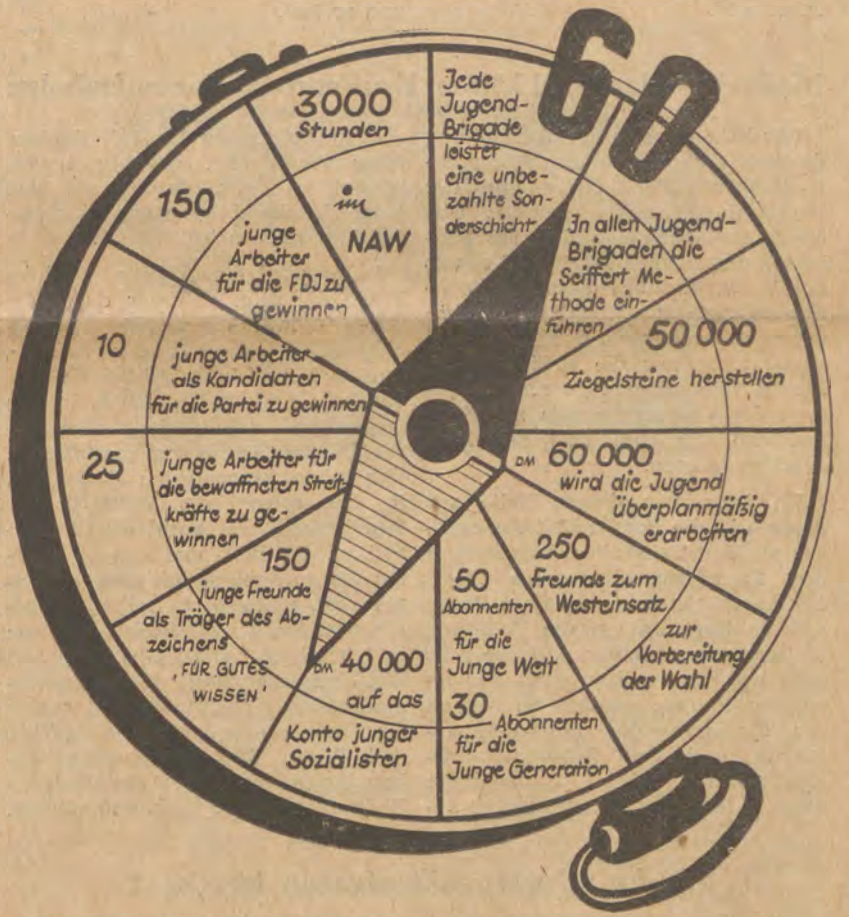 60
Jede
Jugend-
Brigade
leistet
eine unbe-
zahlte Son-
derschicht
In allen Jugend-
Brigaden die
Seiffert Me-
thode ein-
führen
50 000
Ziegelsteine herstellen
DM 60 000
wird die Jugend
überplanmäßig
erarbeiten
250
Freunde zum
Westeinsatz
zur
Vorbereitung
der Wahl
50
Abonnenten
für die
Junge Welt
30
Abonnenten
für die
Junge Generation
DM 40 000
auf das
Konto junger
Sozialisten
150
junge Freunde
als Träger des Ab-
zeichens
„FÜR GUTES
WISSEN'
25
junge Arbeiter für
die bewaffneten Streit-
kräfte zu ge-
winnen
10
junge Arbeiter
als Kandidaten
für die Partei zu gewinnen
150
junge
Arbeiter
für die FDJ zu
gewinnen
3000
Stunden
im
NAW